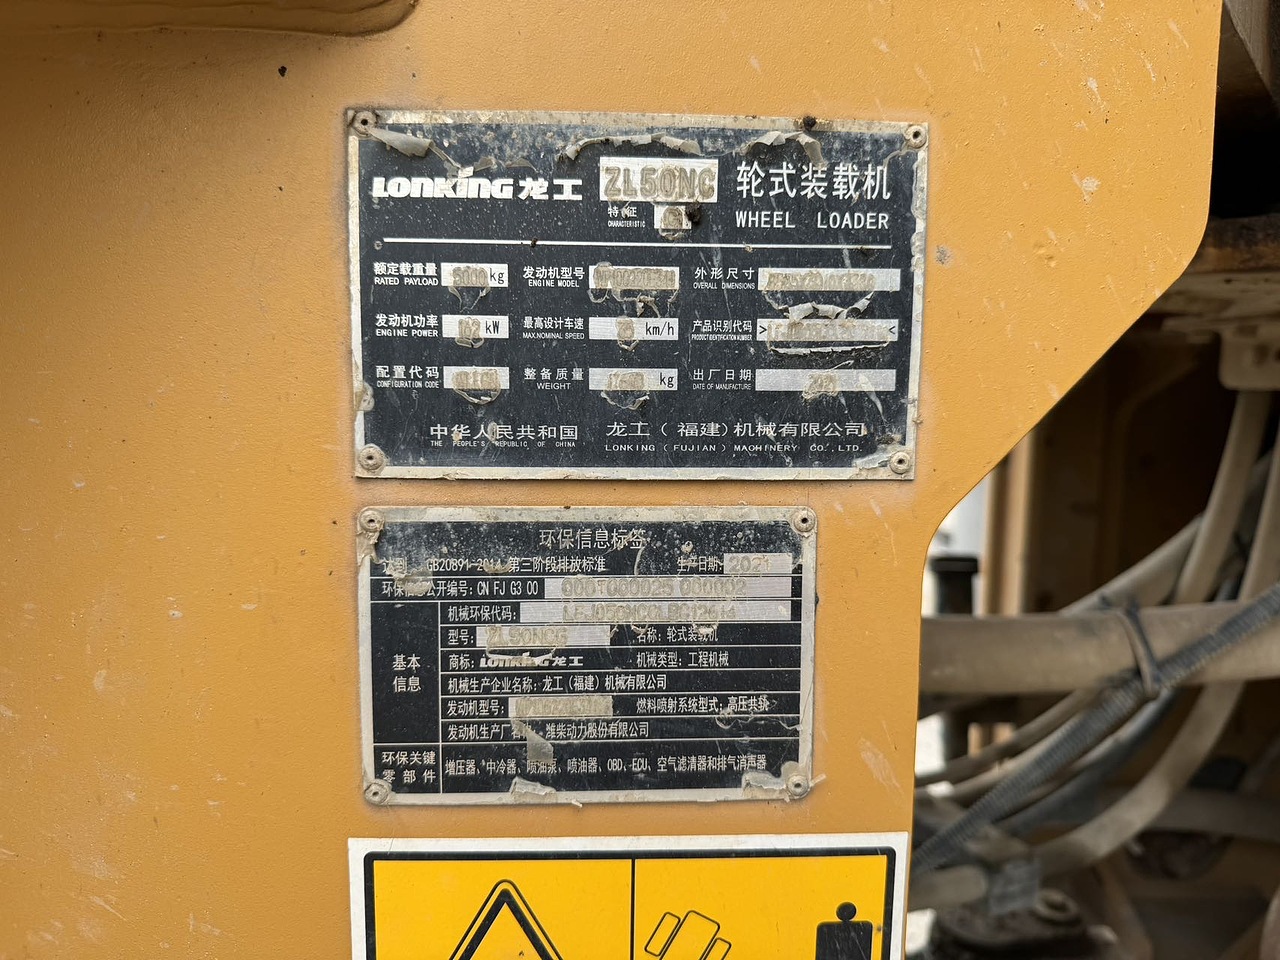 LONKING 龙工 ZL50NC 轮式装载机
特征
CHARACTERISTIC
WHEEL LOADER
额定载重量 kg 发动机型号 外形尺寸
RATED PAYLOAD ENGINE MODEL OVERALL DIMENSIONS
发动机功率 162 kW 最高设计车速 km/h 产品识别代码 > <
ENGINE POWER MAX.NOMINAL SPEED PRODUCT IDENTIFICATION NUMBER
配置代码 整备质量 kg 出厂日期 2021
CONFIGURATION CODE WEIGHT DATE OF MANUFACTURE
中华人民共和国 龙工（福建）机械有限公司
THE PEOPLE'S REPUBLIC OF CHINA LONKING (FUJIAN) MACHINERY CO.,LTD.
环保信息标签
达到 GB20891-2014 第三阶段排放标准 生产日期: 2021
环保信息公开编号: CN FJ G3 00 000T000025 000002
机械环保代码:
型号: ZL50NCG 名称: 轮式装载机
基本信息
商标: LONKING 龙工 机械类型: 工程机械
机械生产企业名称: 龙工（福建）机械有限公司
发动机型号: 燃料喷射系统型式: 高压共轨
发动机生产厂名称: 潍柴动力股份有限公司
环保关键零部件
增压器、中冷器、喷油泵、喷油器、OBD、ECU、空气滤清器和排气消声器